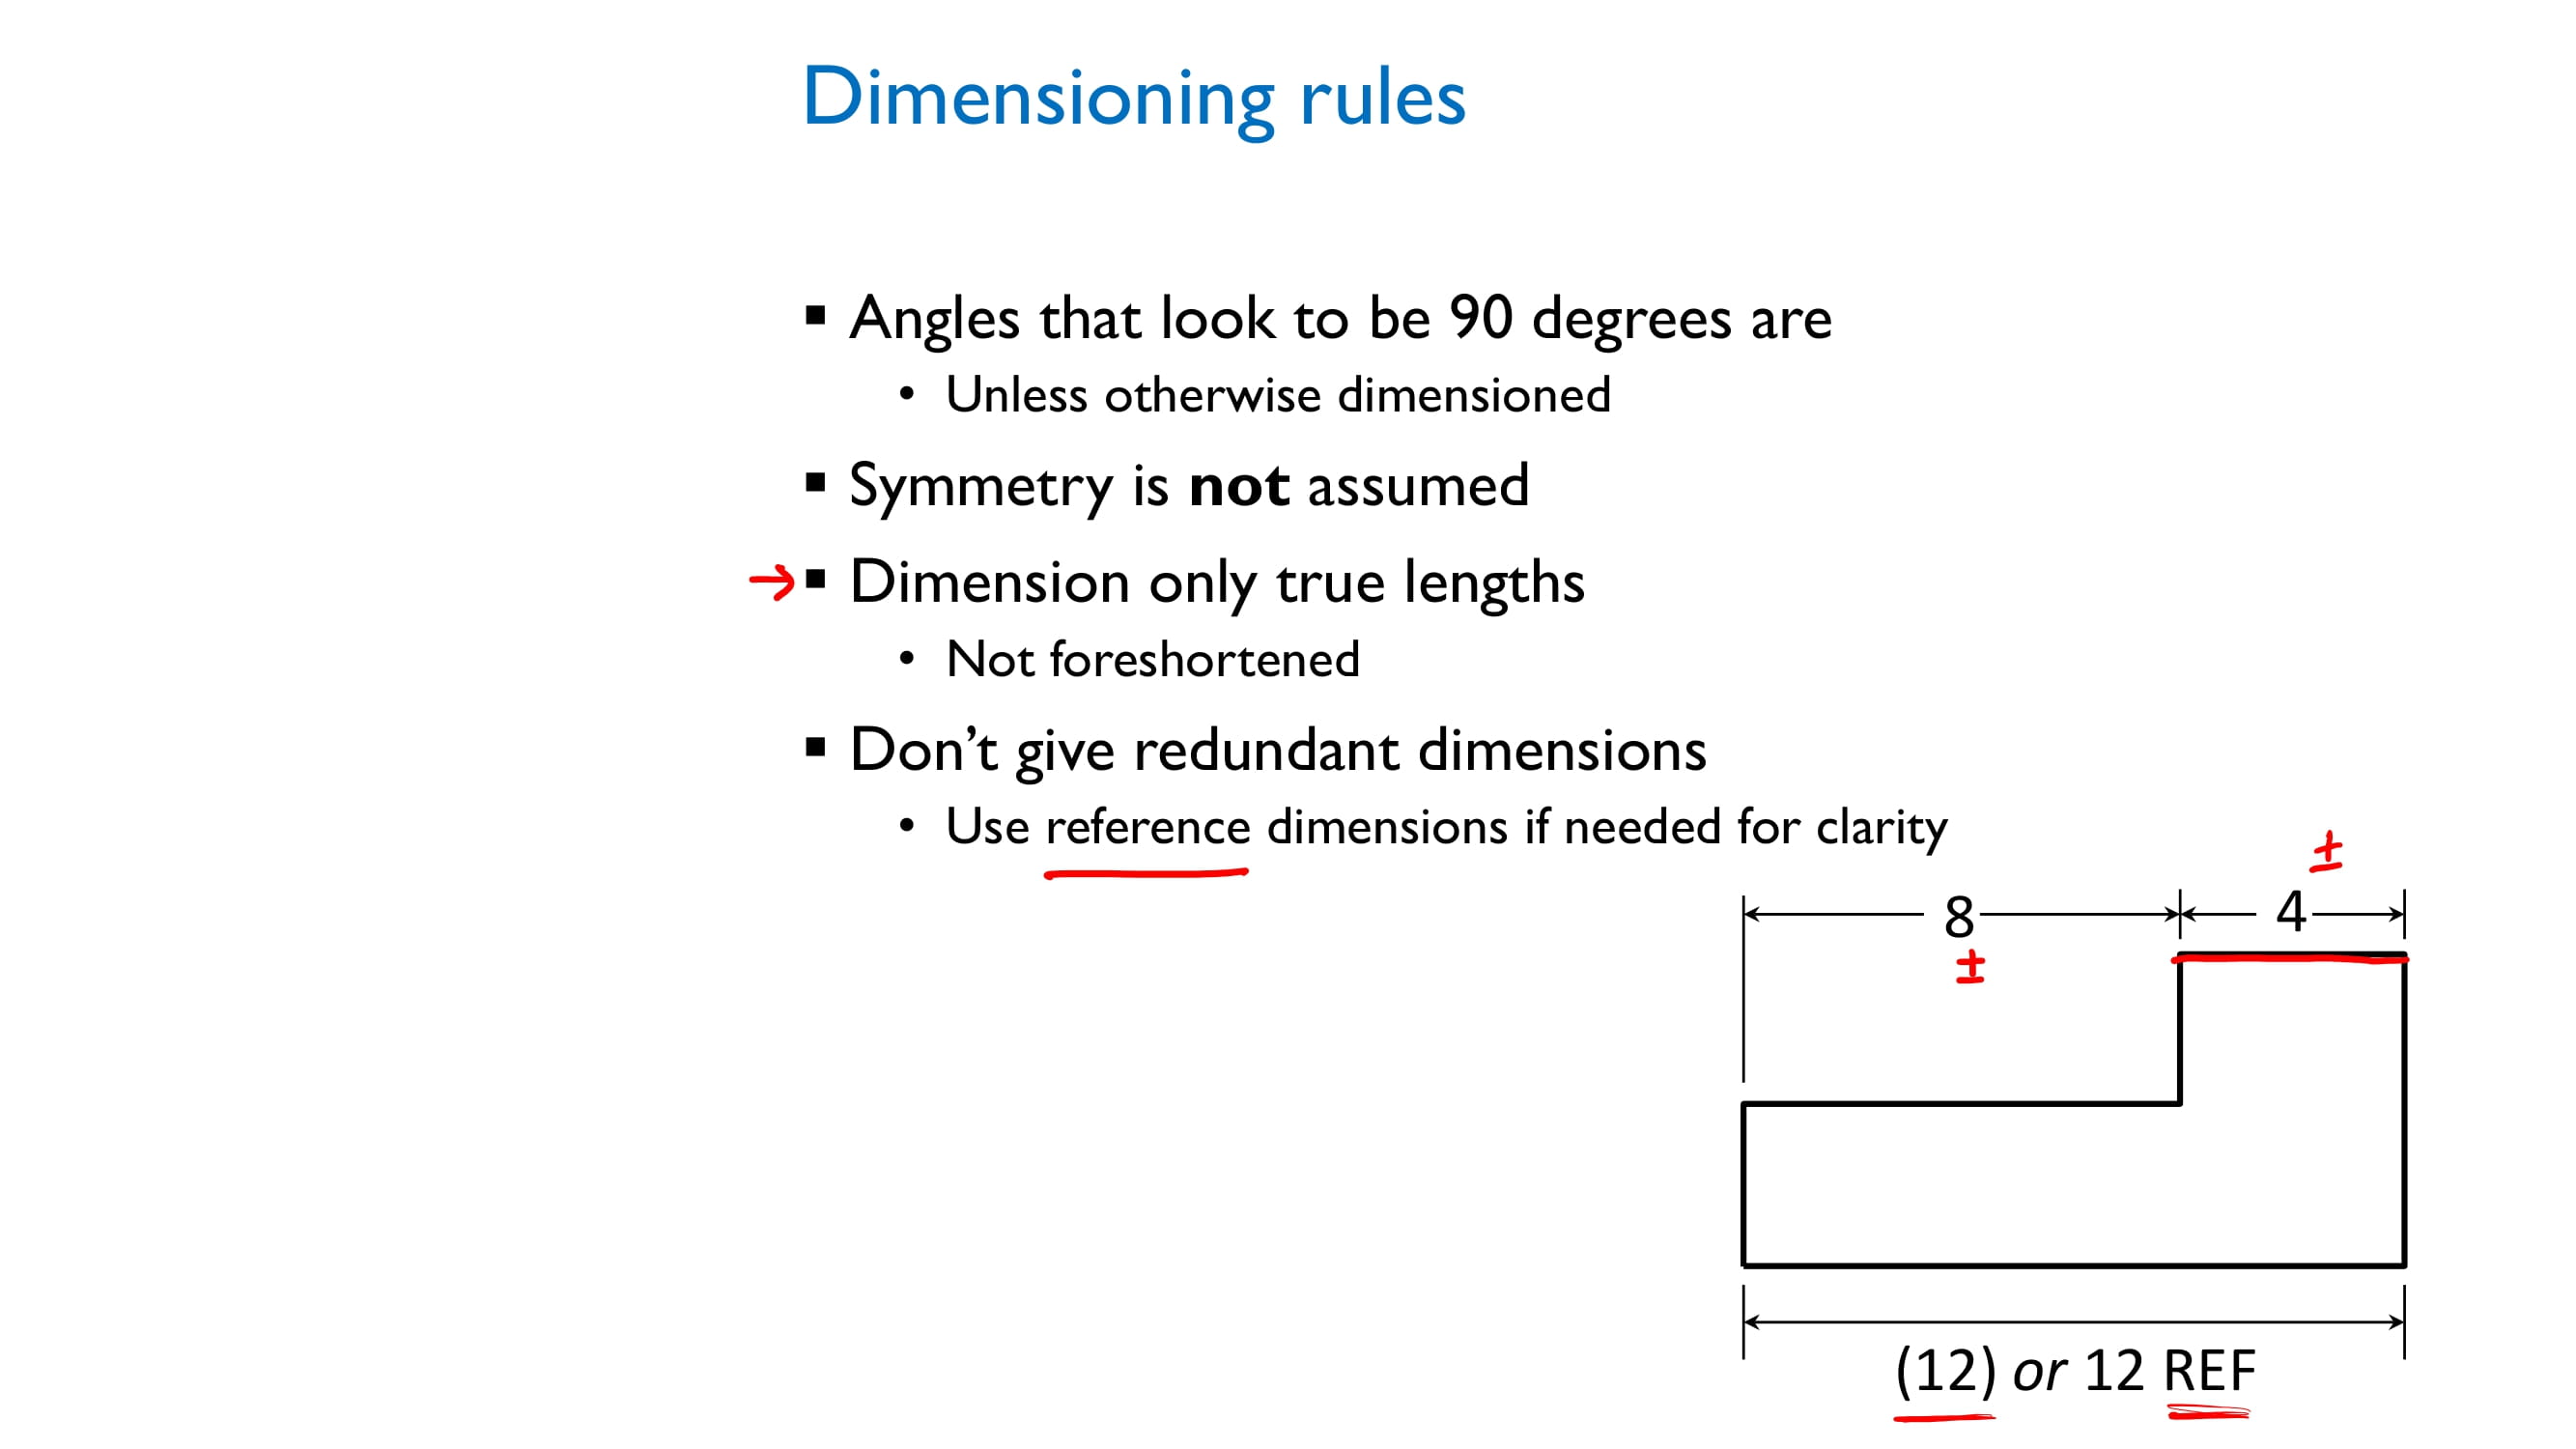 Dimensioning rules
▪ Angles that look to be 90 degrees are
• Unless otherwise dimensioned
▪ Symmetry is not assumed
→ ▪ Dimension only true lengths
• Not foreshortened
▪ Don’t give redundant dimensions
• Use reference dimensions if needed for clarity
±
8 4
±
(12) or 12 REF